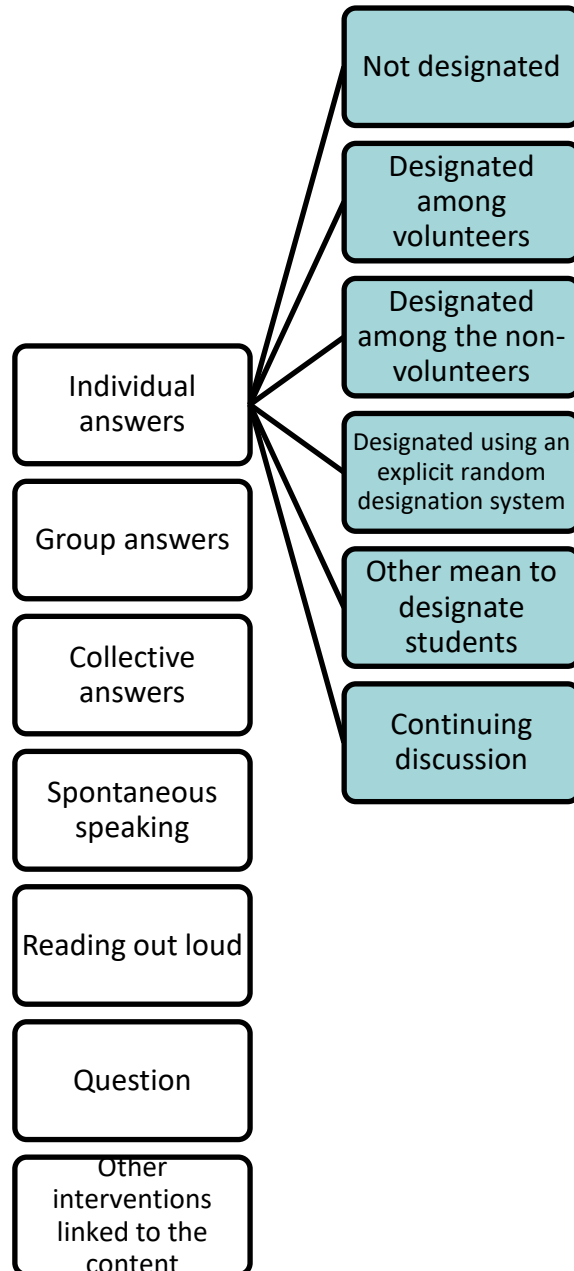 Not designated
Designated
among
volunteers
Designated
among the non-
volunteers
Individual
answers
Designated using an
explicit random
designation system
Group answers
Other mean to
designate
students
Collective
answers
Continuing
discussion
Spontaneous
speaking
Reading out loud
Question
Other
interventions
linked to the
content